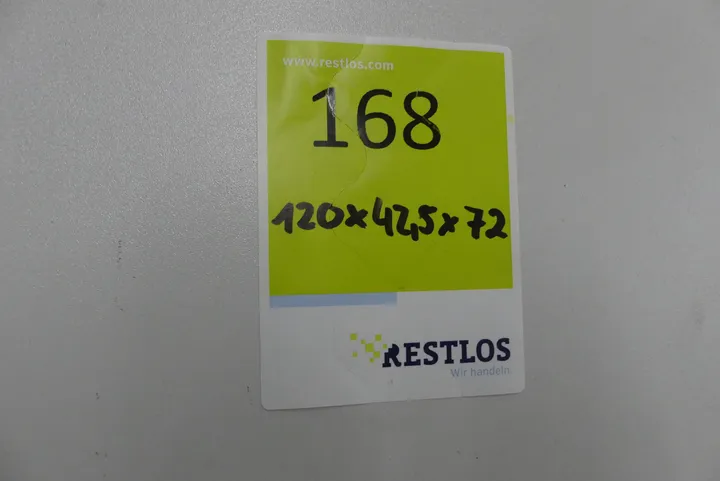 www.restlos.com
168
120x42,5x72
RESTLOS
Wir handeln.